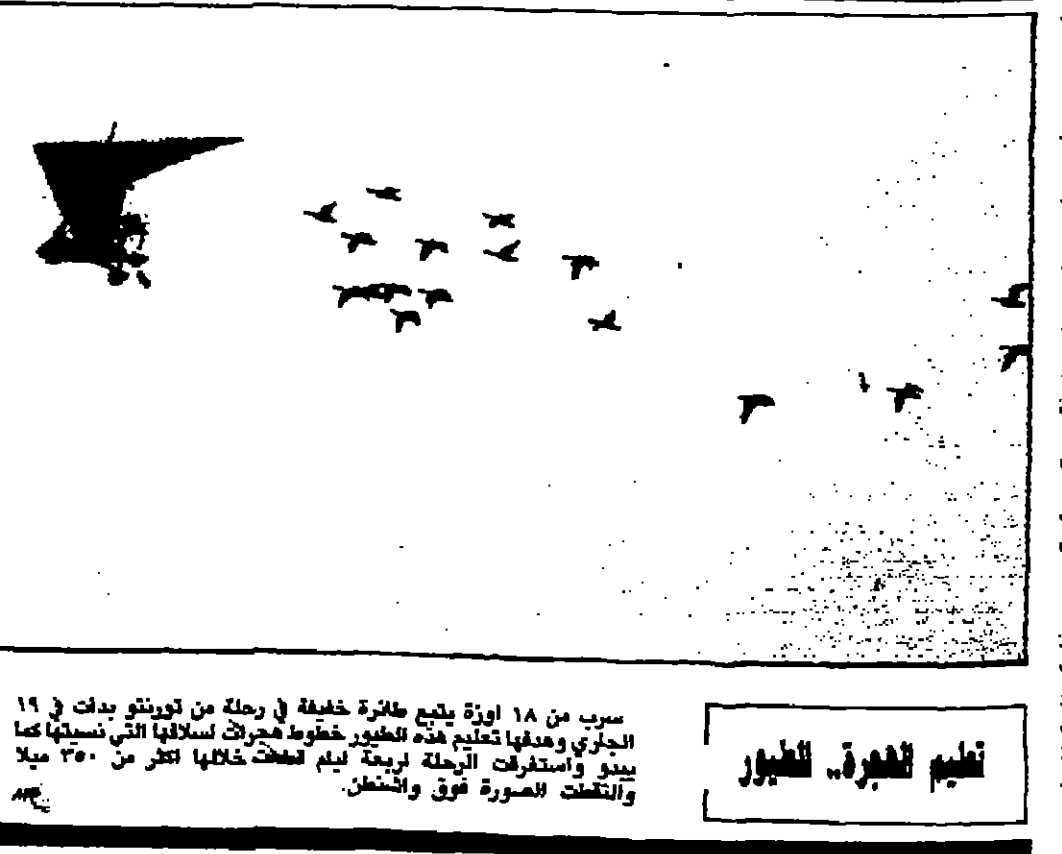 تعليم الهجرة.. للطيور
سرب من ١٨ اوزة يتبع طائرة خفيفة في رحلة من تورنتو بدات في ١٩
الجاري وهدفها تعليم هذه الطيور خطوط هجرات اسلافها التي نسيتها كما
يبدو واستغرقت الرحلة اربعة ايام قطعت خلالها اكثر من ٣٥٠ ميلا
والتقطت الصورة فوق واشنطن.